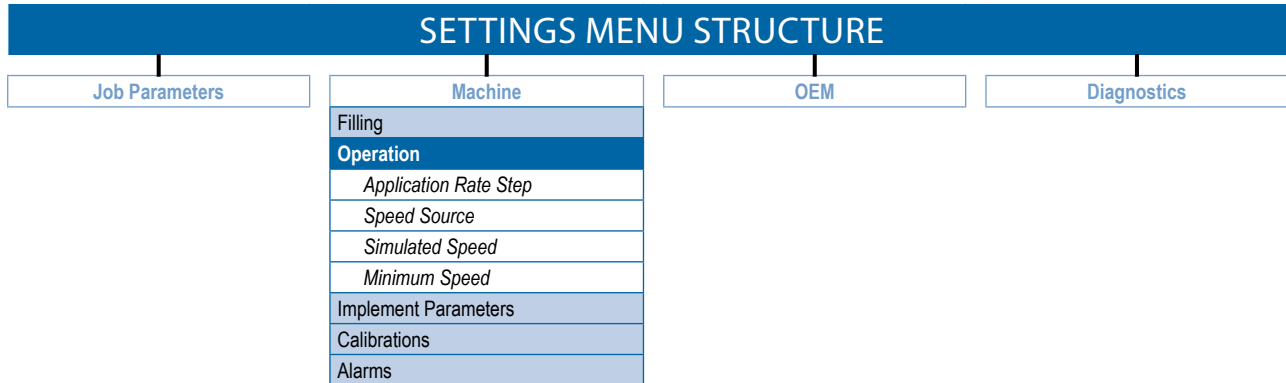 SETTINGS MENU STRUCTURE
Job Parameters
Machine
OEM
Diagnostics
Filling
Operation
Application Rate Step
Speed Source
Simulated Speed
Minimum Speed
Implement Parameters
Calibrations
Alarms